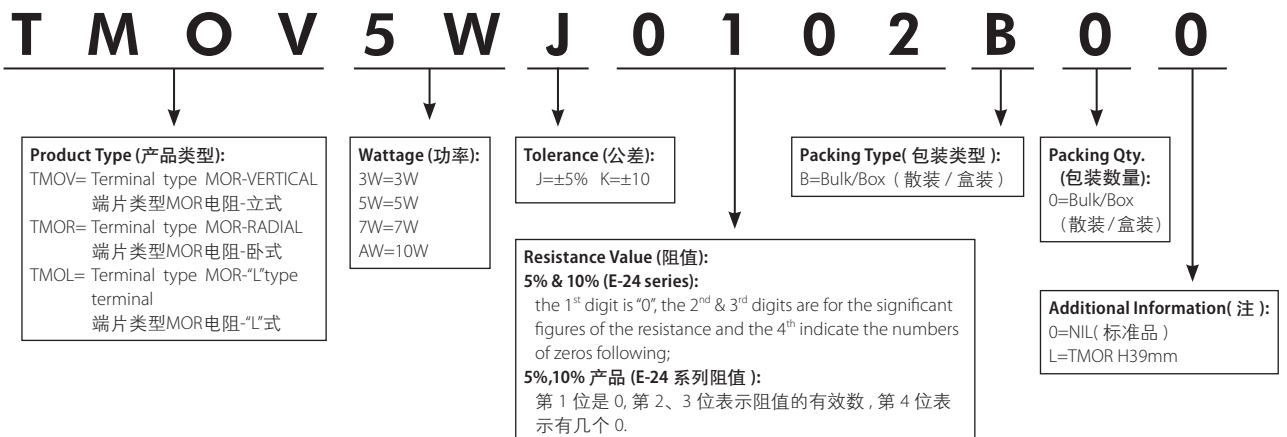 T M O V 5 W J 0 1 0 2 B 0 0
Product Type (产品类型):
TMOV= Terminal type MOR-VERTICAL
端片类型MOR电阻-立式
TMOR= Terminal type MOR-RADIAL
端片类型MOR电阻-卧式
TMOL= Terminal type MOR-“L”type
terminal
端片类型MOR电阻-“L”式
Wattage (功率):
3W=3W
5W=5W
7W=7W
AW=10W
Tolerance (公差):
J=±5% K=±10
Resistance Value (阻值):
5% & 10% (E-24 series):
the 1st digit is “0”, the 2nd & 3rd digits are for the significant
figures of the resistance and the 4th indicate the numbers
of zeros following;
5%,10% 产品 (E-24 系列阻值 ):
第 1 位是 0, 第 2、3 位表示阻值的有效数 , 第 4 位表
示有几个 0.
Packing Type( 包装类型 ):
B=Bulk/Box ( 散装 / 盒装 )
Packing Qty.
(包装数量):
0=Bulk/Box
(散装/盒装)
Additional Information( 注 ):
0=NIL( 标准品 )
L=TMOR H39mm